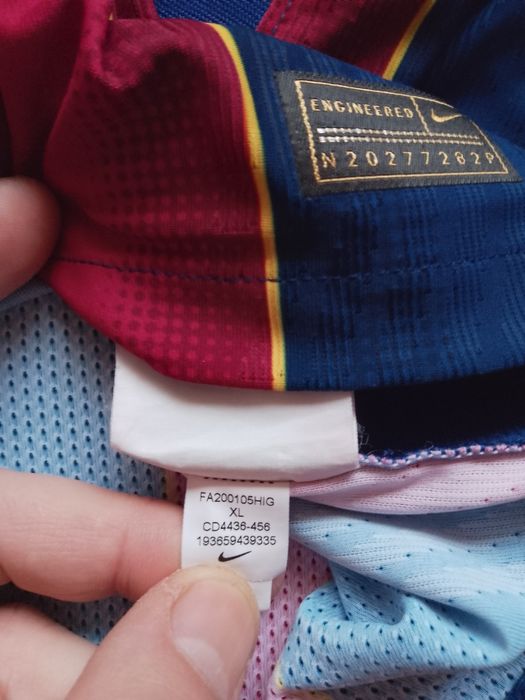 ENGINEERED
N20277282P
FA200105HIG
XL
CD4436-456
193659439335